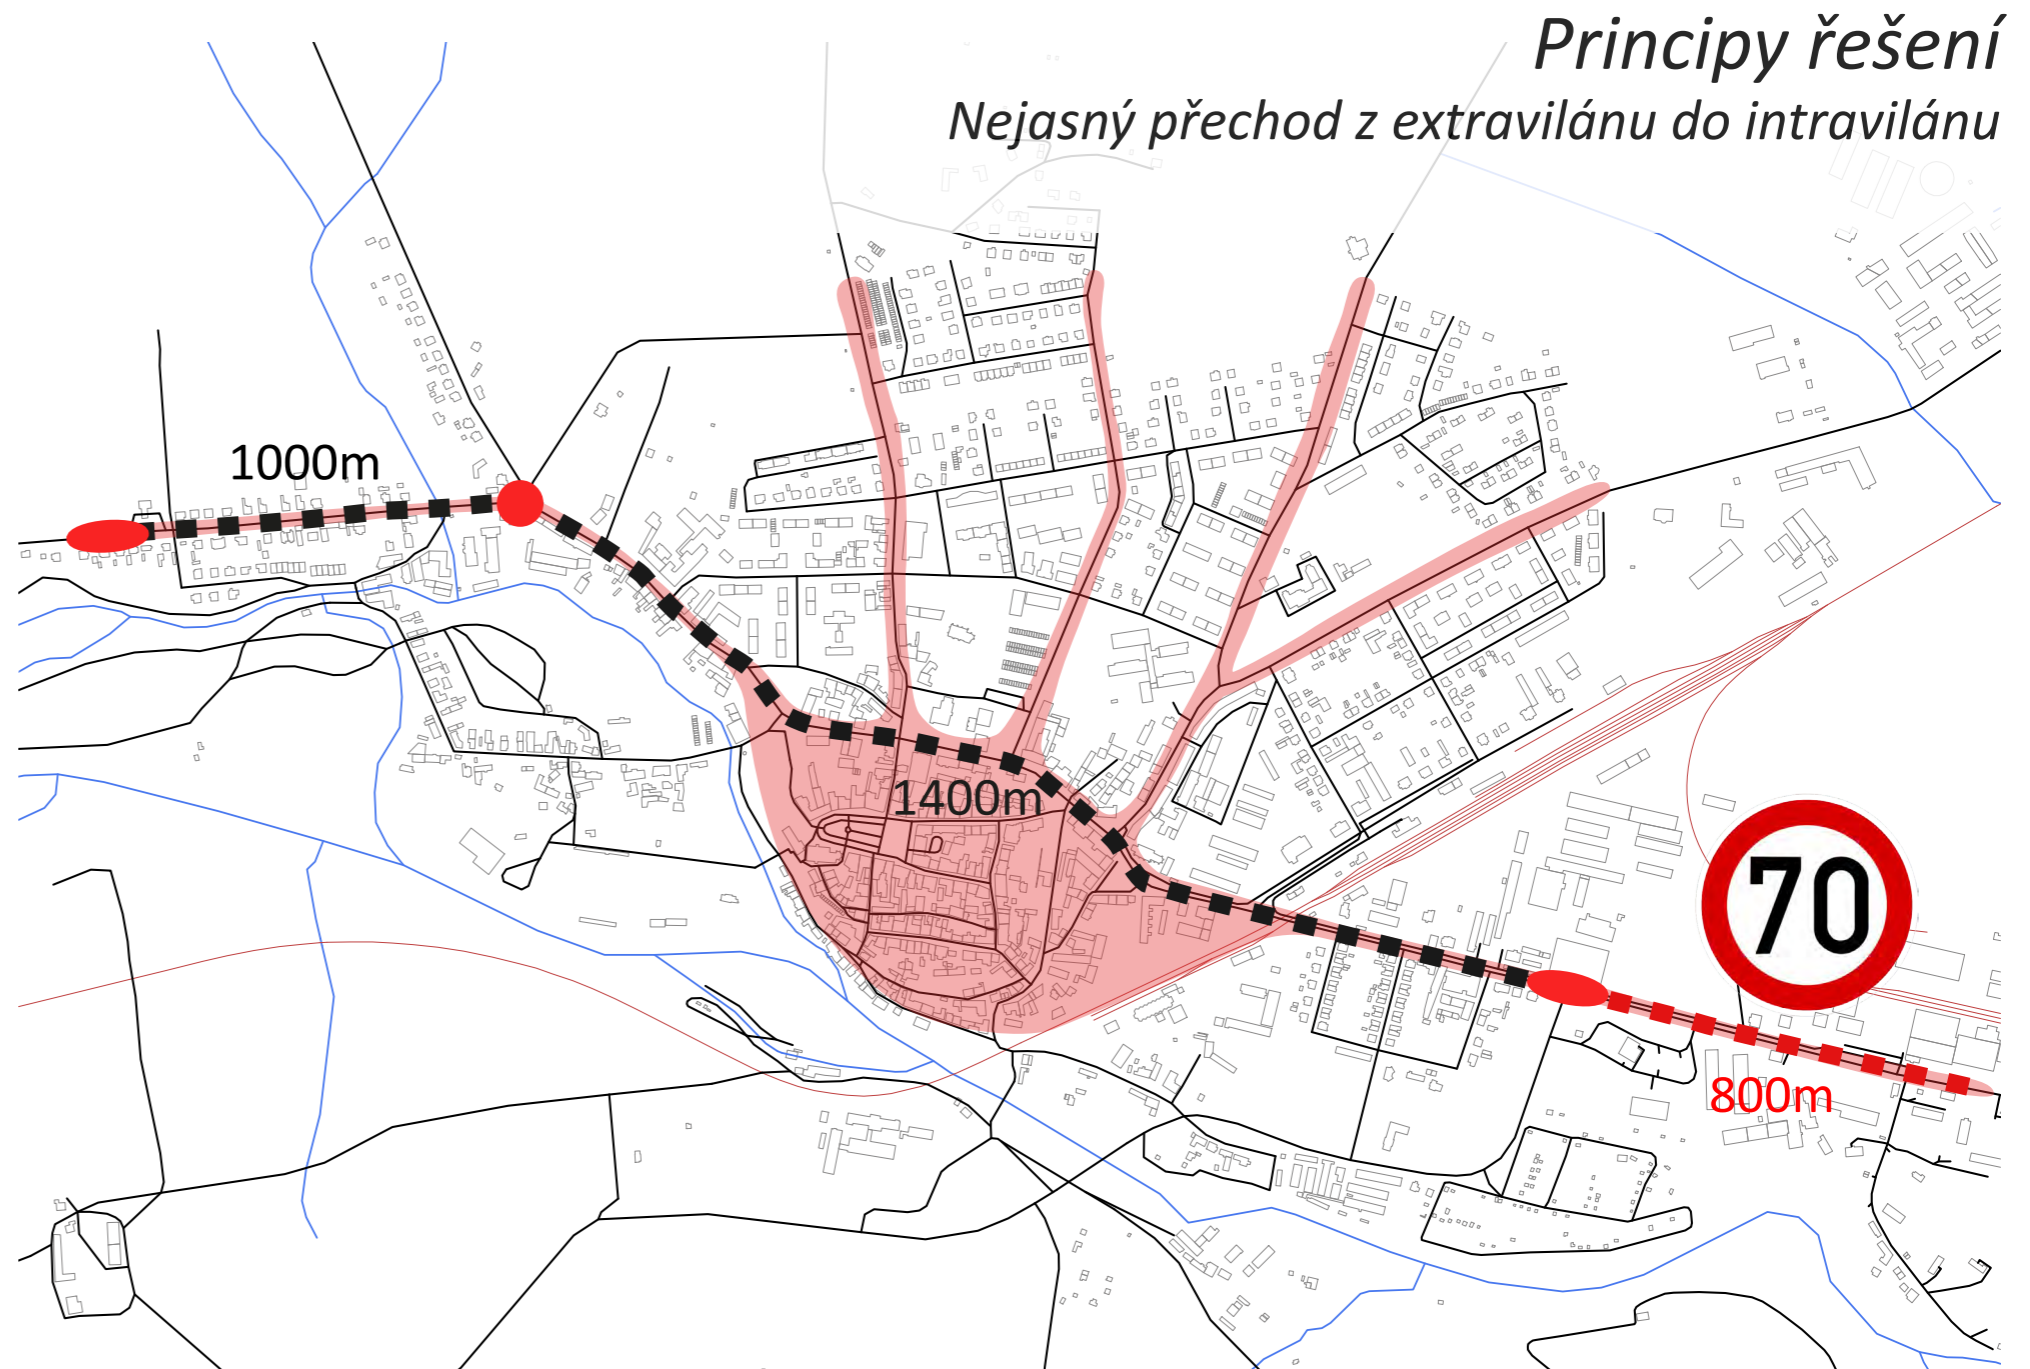 Principy řešení
Nejasný přechod z extravilánu do intravilánu
1000m
1400m
70
800m